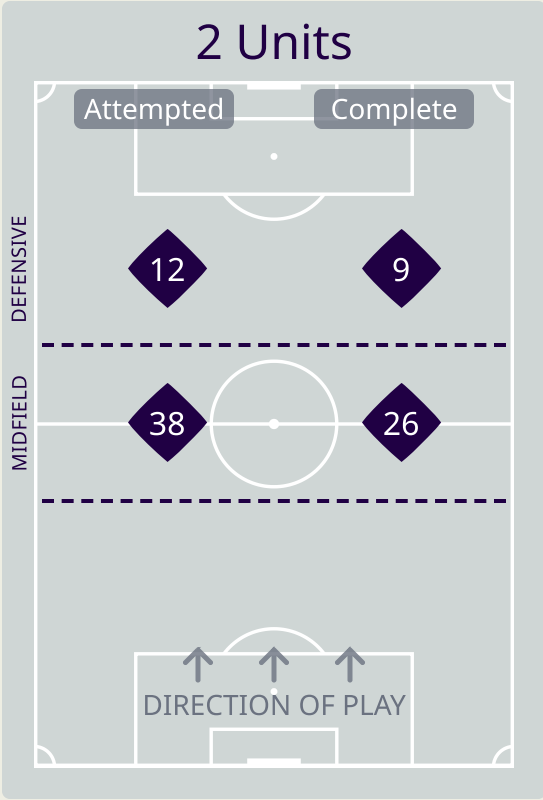 2 Units
Attempted
Complete
DEFENSIVE
12
9
MIDFIELD
38
26
DIRECTION OF PLAY